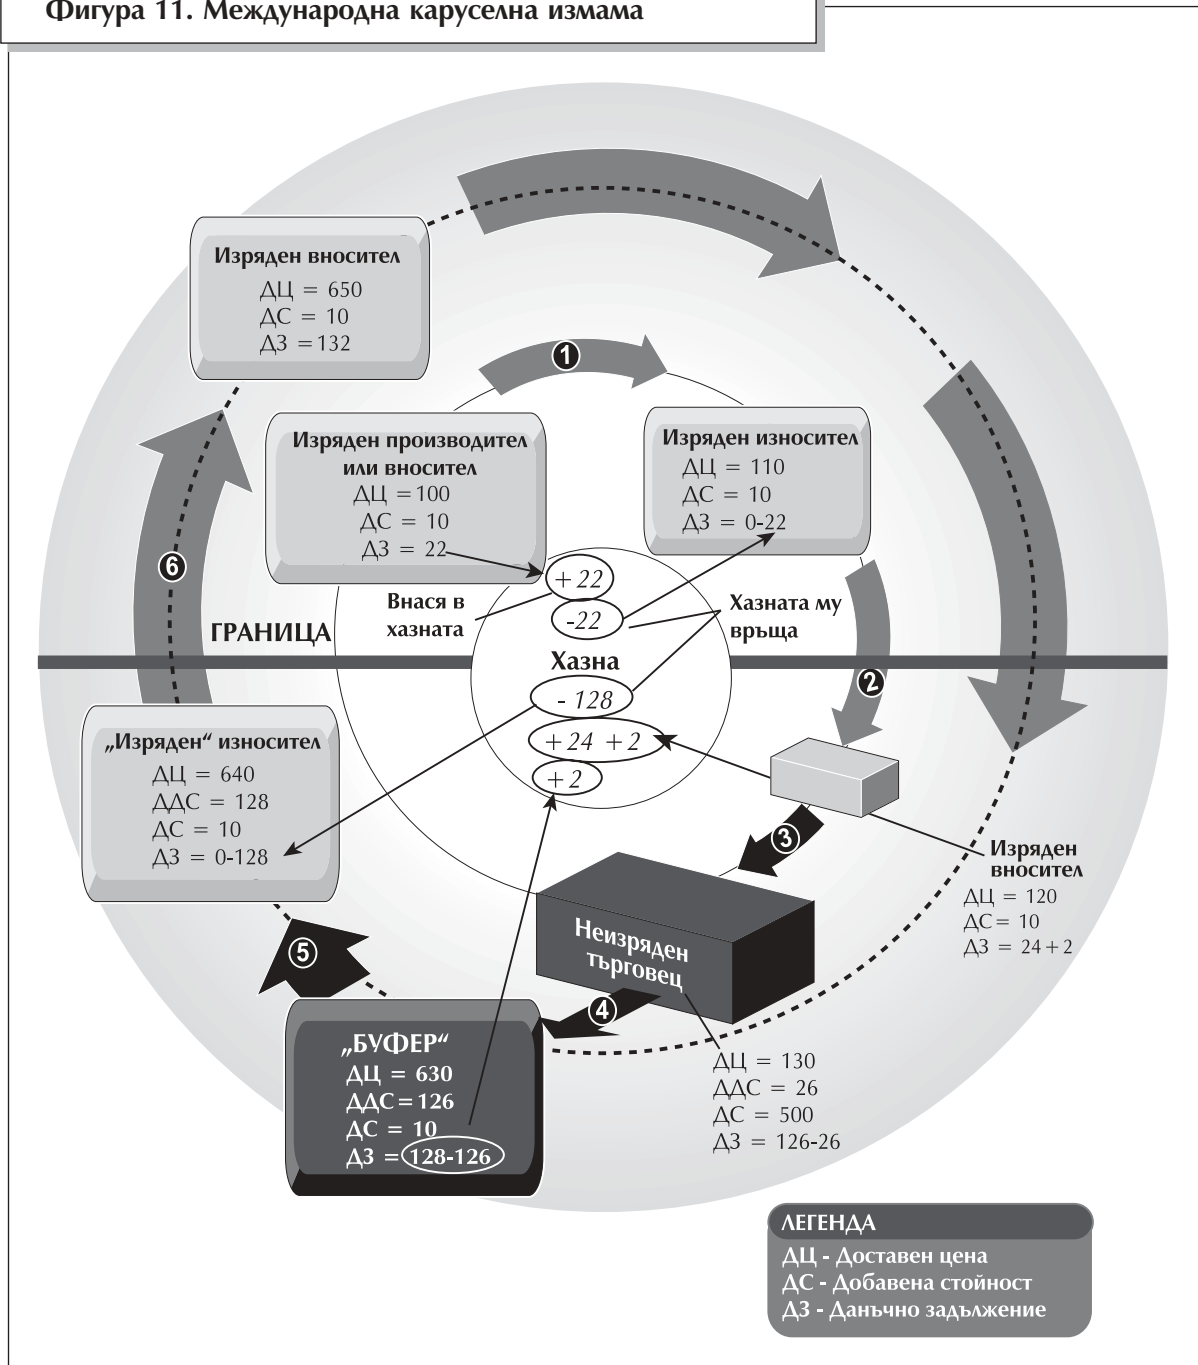 Фигура 11. Международна каруселна измама
Изряден вносител
ДЦ = 650
ДС = 10
ДЗ =132
1
Изряден производител
или вносител
ДЦ =100
ДС = 10
ДЗ = 22
Изряден износител
ДЦ = 110
ДС = 10
ДЗ = 0-22
6
+22
-22
Внася в
хазната
Хазната му
връща
ГРАНИЦА
Хазна
2
- 128
+24 +2
+2
„Изряден“ износител
ДЦ = 640
ДДС = 128
ДС = 10
ДЗ = 0-128
3
Изряден
вносител
ДЦ = 120
ДС= 10
ДЗ = 24+2
Неизряден
търговец
5
4
„БУФЕР“
ДЦ = 630
ДДС=126
ДС = 10
ДЗ =128-126
ДЦ = 130
ДДС = 26
ДС = 500
ДЗ = 126-26
ЛЕГЕНДА
ДЦ - Доставен цена
ДС - Добавена стойност
ДЗ - Данъчно задължение